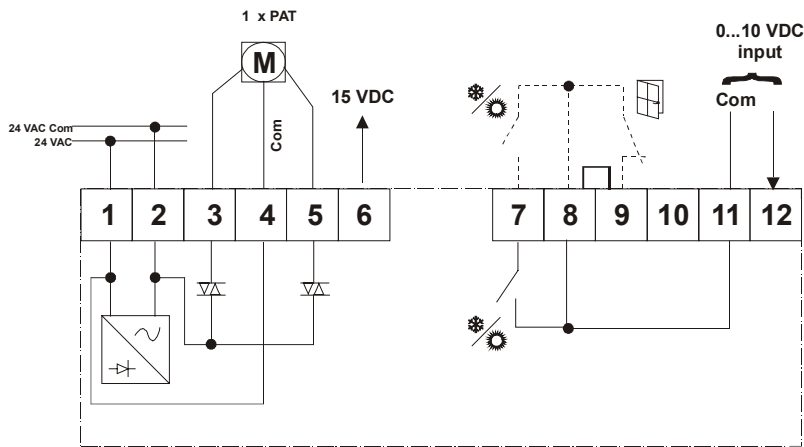 1 x PAT
M
0...10 VDC
input
15 VDC
Com
Com
24 VAC Com
24 VAC
1 2 3 4 5 6 7 8 9 10 11 12